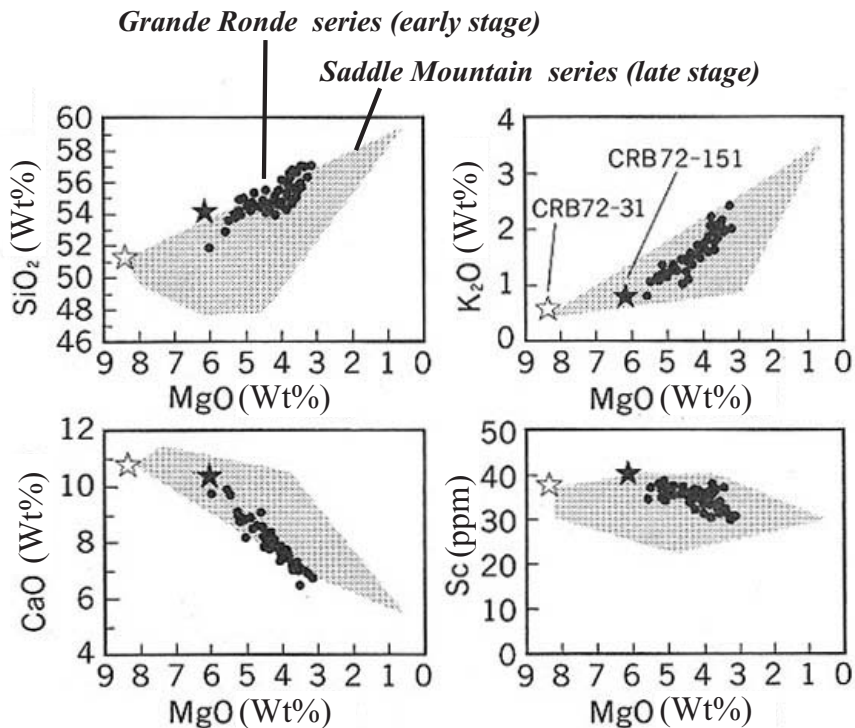 Grande Ronde series (early stage)
Saddle Mountain series (late stage)
SiO₂ (Wt%)
60
58
56
54
52
50
48
46
9 8 7 6 5 4 3 2 1 0
MgO (Wt%)
K₂O (Wt%)
4
3
2
1
0
CRB72-151
CRB72-31
9 8 7 6 5 4 3 2 1 0
MgO (Wt%)
CaO (Wt%)
12
10
8
6
4
9 8 7 6 5 4 3 2 1 0
MgO (Wt%)
Sc (ppm)
50
40
30
20
10
0
9 8 7 6 5 4 3 2 1 0
MgO (Wt%)